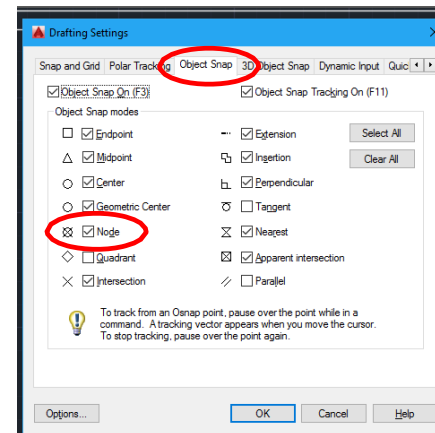 Drafting Settings
Snap and Grid Polar Tracking Object Snap 3D Object Snap Dynamic Input Quic
Object Snap On (F3) Object Snap Tracking On (F11)
Object Snap modes
Endpoint Extension Select All
Midpoint Insertion Clear All
Center Perpendicular
Geometric Center Tangent
Node Nearest
Quadrant Apparent intersection
Intersection Parallel
To track from an Osnap point, pause over the point while in a
command. A tracking vector appears when you move the cursor.
To stop tracking, pause over the point again.
Options... OK Cancel Help